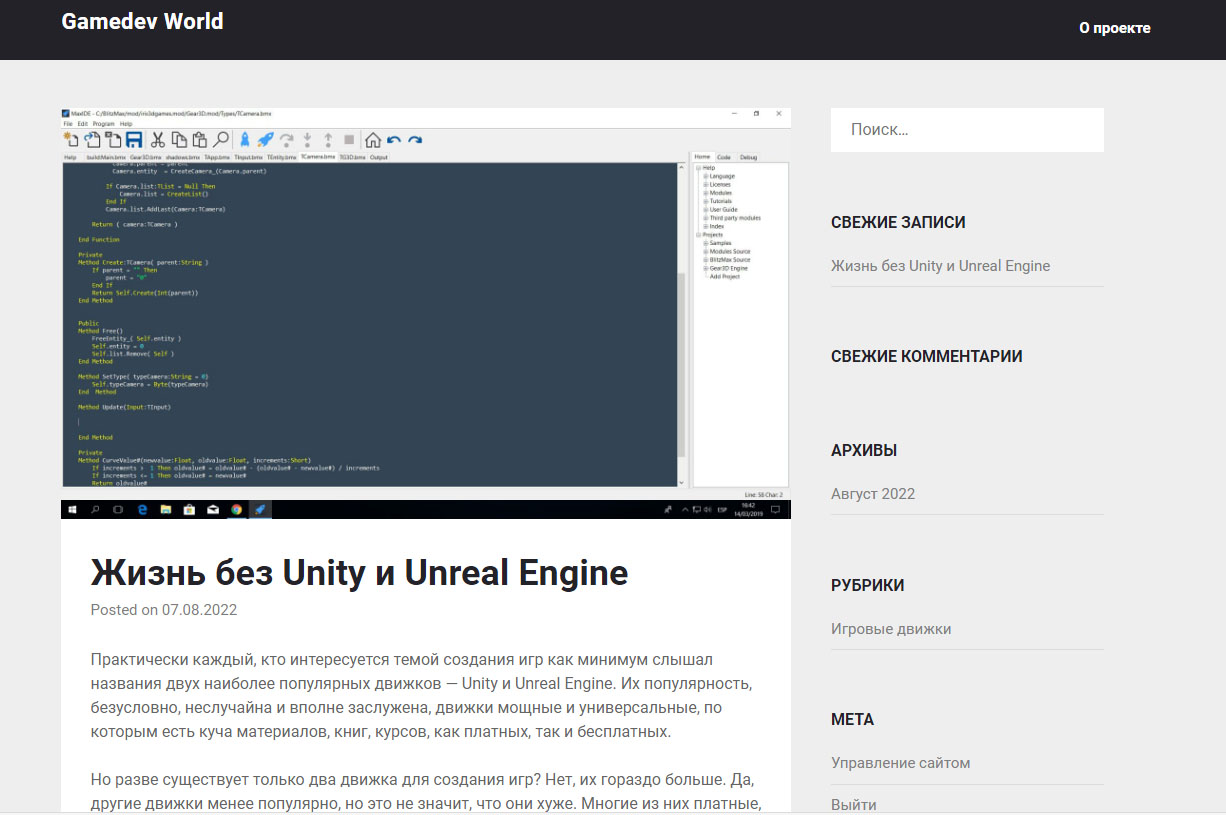 Gamedev World
О проекте
MaxIDE - C:/BlitzMax/mod/iris3dgames.mod/Gear3D.mod/Types/TCamera.bmx
File Edit Program Help
Help build.Main.bmx Gear3D.bmx shadows.bmx TApp.bmx TInput.bmx TEntity.bmx TCamera.bmx TG3D.bmx Output
Home Code Debug
Camera.parent = parent
Camera.entity = CreateCamera_(Camera.parent)
If Camera.list:TList = Null Then
Camera.list = CreateList()
End If
Camera.list.AddLast(Camera:TCamera)
Return ( camera:TCamera )
End Function
Private
Method Create:TCamera( parent:String )
If parent = "" Then
parent = "0"
End If
Return Self.Create(Int(parent))
End Method
Public
Method Free()
FreeEntity_( Self.entity )
Self.entity = 0
Self.list.Remove( Self )
End Method
Method SetType( typeCamera:String = 0)
Self.typeCamera = Byte(typeCamera)
End Method
Method Update(Input:TInput)
End Method
Private
Method CurveValue#(newvalue:Float, oldvalue:Float, increments:Short)
If increments > 1 Then oldvalue# = oldvalue# - (oldvalue# - newvalue#) / increments
If increments <= 1 Then oldvalue# = newvalue#
Return oldvalue#
Help
Language
Licenses
Modules
Tutorials
User Guide
Third party modules
Index
Projects
Samples
Modules Source
BlitzMax Source
Gear3D Engine
Add Project
Line: 58 Char: 2
ESP
16:42
14/03/2019
Жизнь без Unity и Unreal Engine
Posted on 07.08.2022
Практически каждый, кто интересуется темой создания игр как минимум слышал
названия двух наиболее популярных движков — Unity и Unreal Engine. Их популярность,
безусловно, неслучайна и вполне заслужена, движки мощные и универсальные, по
которым есть куча материалов, книг, курсов, как платных, так и бесплатных.
Но разве существует только два движка для создания игр? Нет, их гораздо больше. Да,
другие движки менее популярно, но это не значит, что они хуже. Многие из них платные,
Поиск…
СВЕЖИЕ ЗАПИСИ
Жизнь без Unity и Unreal Engine
СВЕЖИЕ КОММЕНТАРИИ
АРХИВЫ
Август 2022
РУБРИКИ
Игровые движки
МЕТА
Управление сайтом
Выйти